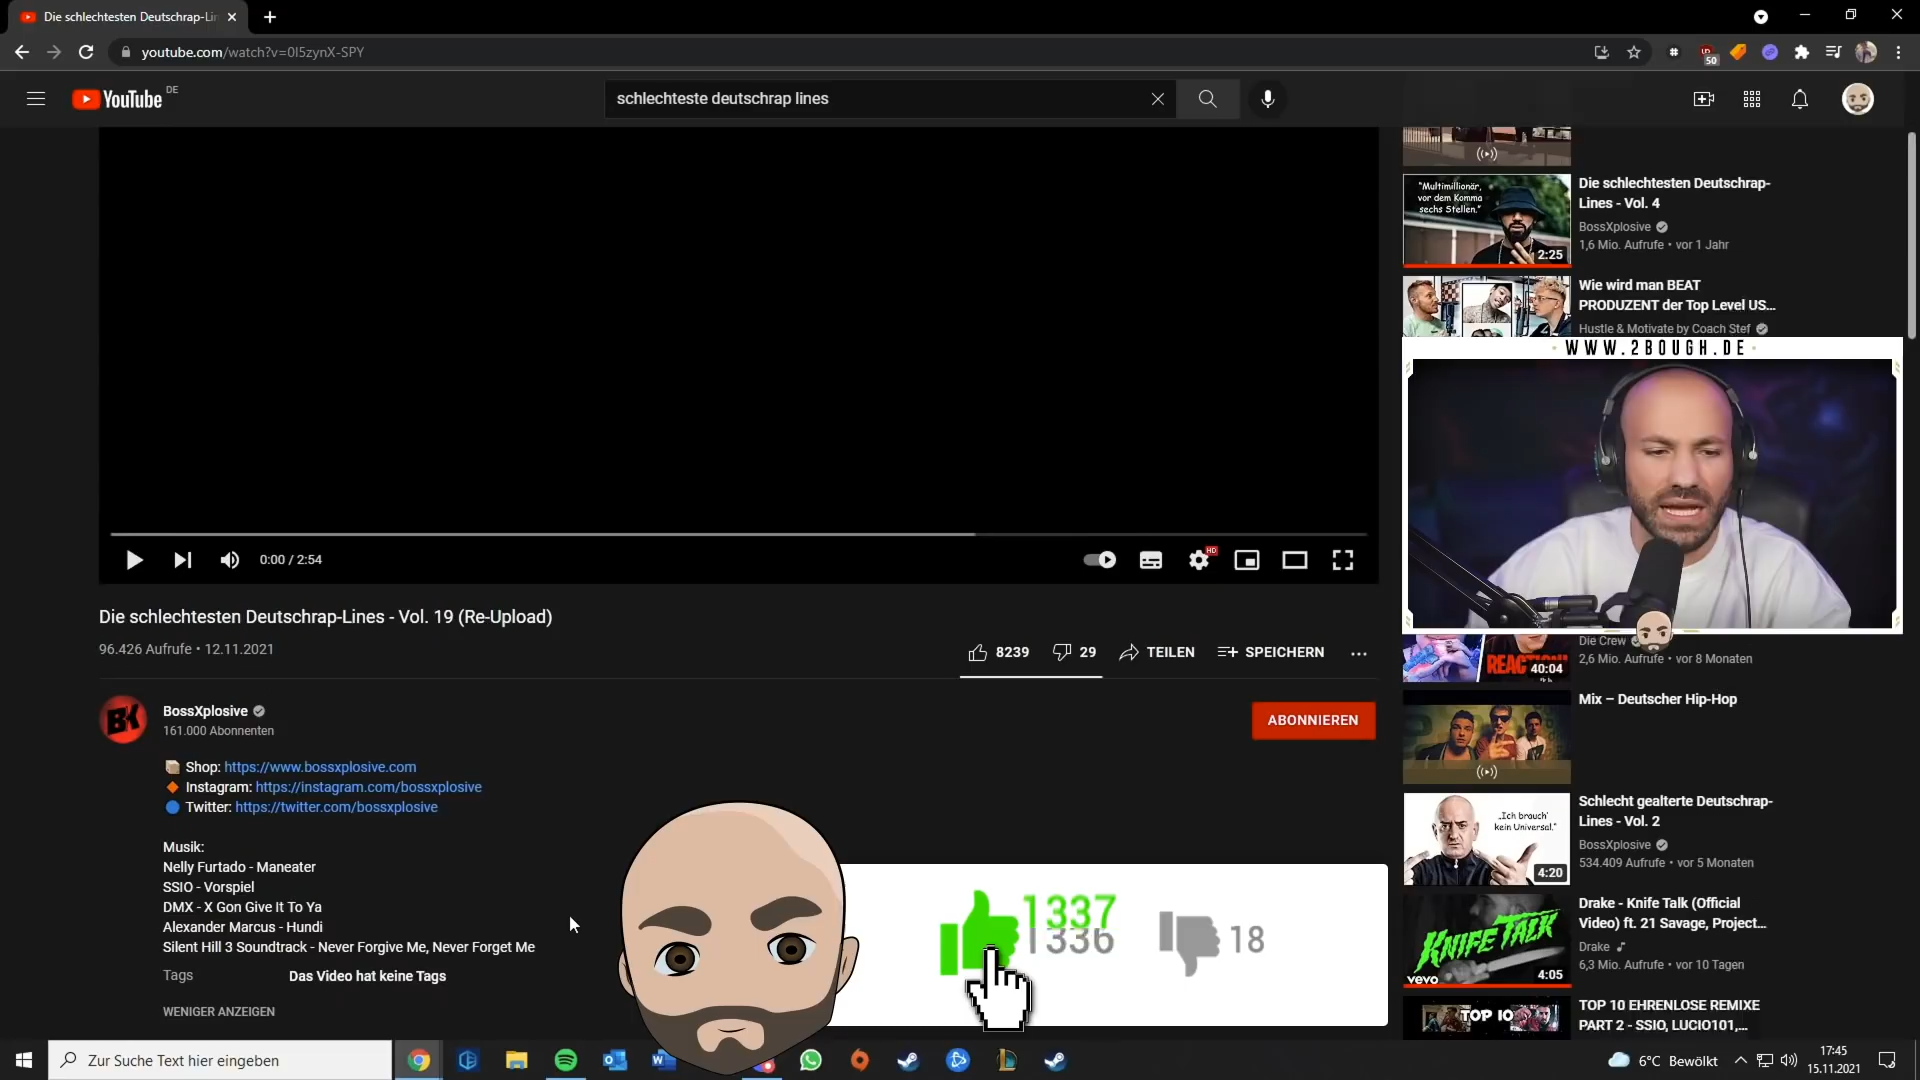 Die schlechtesten Deutschrap-Li
youtube.com/watch?v=0I5zynX-SPY
50
YouTube DE
schlechteste deutschrap lines
"Multimillionär, vor dem Komma sechs Stellen."
2:25
Die schlechtesten Deutschrap-
Lines - Vol. 4
BossXplosive
1,6 Mio. Aufrufe • vor 1 Jahr
Wie wird man BEAT
PRODUZENT der Top Level US...
Hustle & Motivate by Coach Stef
WWW.2BOUGH.DE
0:00 / 2:54
HD
Die schlechtesten Deutschrap-Lines - Vol. 19 (Re-Upload)
96.426 Aufrufe • 12.11.2021
8239
29
TEILEN
SPEICHERN
REACTION!
40:04
Die Crew
2,6 Mio. Aufrufe • vor 8 Monaten
BK
BossXplosive
161.000 Abonnenten
ABONNIEREN
Mix – Deutscher Hip-Hop
Shop: https://www.bossxplosive.com
Instagram: https://instagram.com/bossxplosive
Twitter: https://twitter.com/bossxplosive
Musik:
Nelly Furtado - Maneater
SSIO - Vorspiel
DMX - X Gon Give It To Ya
Alexander Marcus - Hundi
Silent Hill 3 Soundtrack - Never Forgive Me, Never Forget Me
Tags
Das Video hat keine Tags
WENIGER ANZEIGEN
1337
1336
18
„Ich brauch' kein Universal."
4:20
Schlecht gealterte Deutschrap-
Lines - Vol. 2
BossXplosive
534.409 Aufrufe • vor 5 Monaten
KNIFE TALK
vevo
4:05
Drake - Knife Talk (Official
Video) ft. 21 Savage, Project...
Drake
6,3 Mio. Aufrufe • vor 10 Tagen
TOP 10
TOP 10 EHRENLOSE REMIXE
PART 2 - SSIO, LUCIO101,...
Zur Suche Text hier eingeben
6°C Bewölkt
17:45
15.11.2021